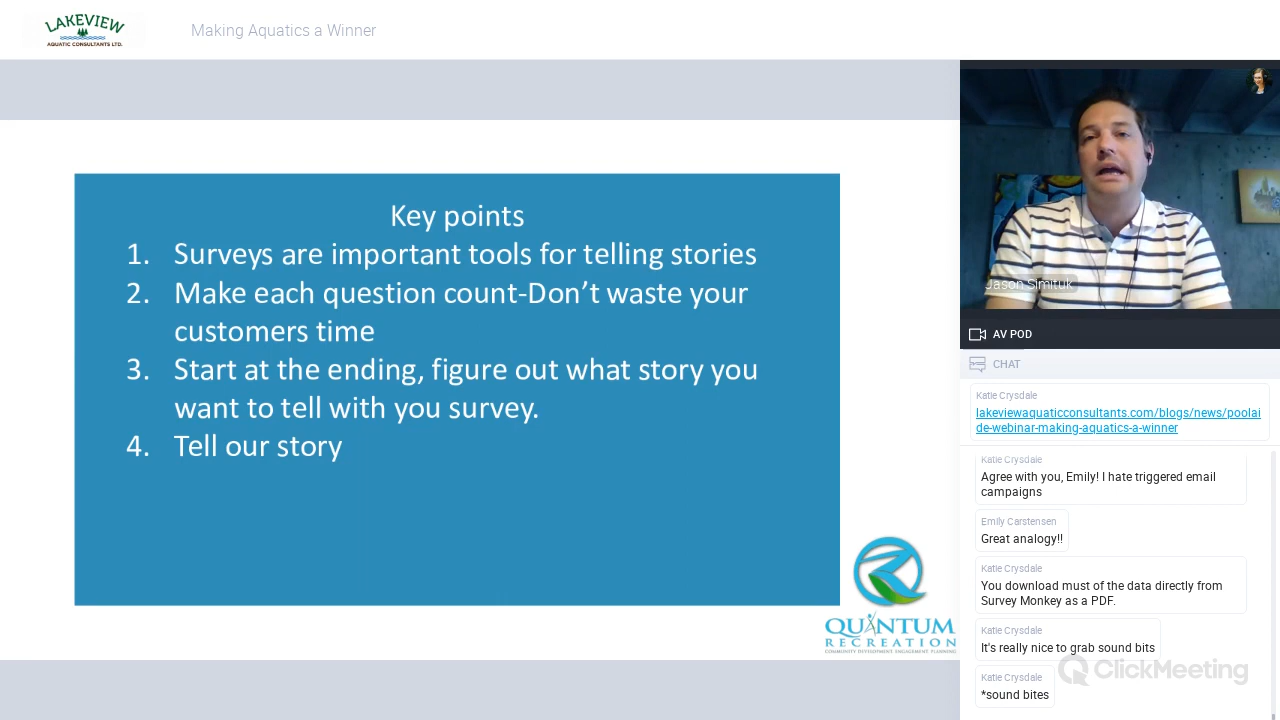 LAKEVIEW
AQUATIC CONSULTANTS LTD.
Making Aquatics a Winner
Key points
1. Surveys are important tools for telling stories
2. Make each question count-Don't waste your
customers time
3. Start at the ending, figure out what story you
want to tell with you survey.
4. Tell our story
QUANTUM
RECREATION
COMMUNITY DEVELOPMENT, ENGAGEMENT, PLANNING
Jason Simituk
AV POD
CHAT
Katie Crysdale
lakeviewaquaticconsultants.com/blogs/news/poolai
de-webinar-making-aquatics-a-winner
Katie Crysdale
Agree with you, Emily! I hate triggered email
campaigns
Emily Carstensen
Great analogy!!
Katie Crysdale
You download must of the data directly from
Survey Monkey as a PDF.
Katie Crysdale
It's really nice to grab sound bits
Katie Crysdale
*sound bites
ClickMeeting